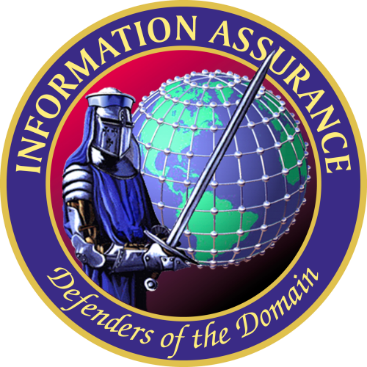 INFORMATION ASSURANCE
Defenders of the Domain